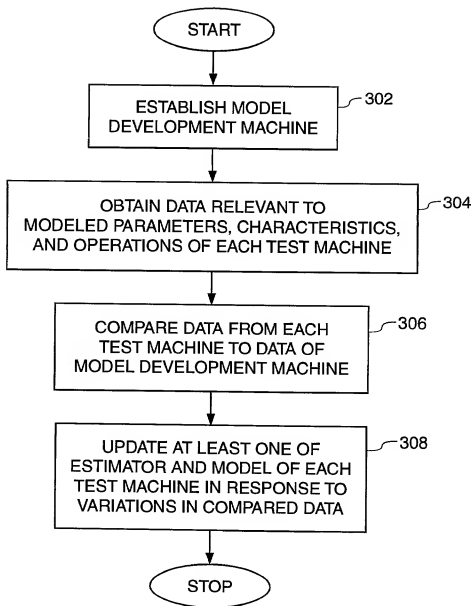 START
ESTABLISH MODEL
DEVELOPMENT MACHINE
302
OBTAIN DATA RELEVANT TO
MODELED PARAMETERS, CHARACTERISTICS,
AND OPERATIONS OF EACH TEST MACHINE
304
COMPARE DATA FROM EACH
TEST MACHINE TO DATA OF
MODEL DEVELOPMENT MACHINE
306
UPDATE AT LEAST ONE OF
ESTIMATOR AND MODEL OF EACH
TEST MACHINE IN RESPONSE TO
VARIATIONS IN COMPARED DATA
308
STOP